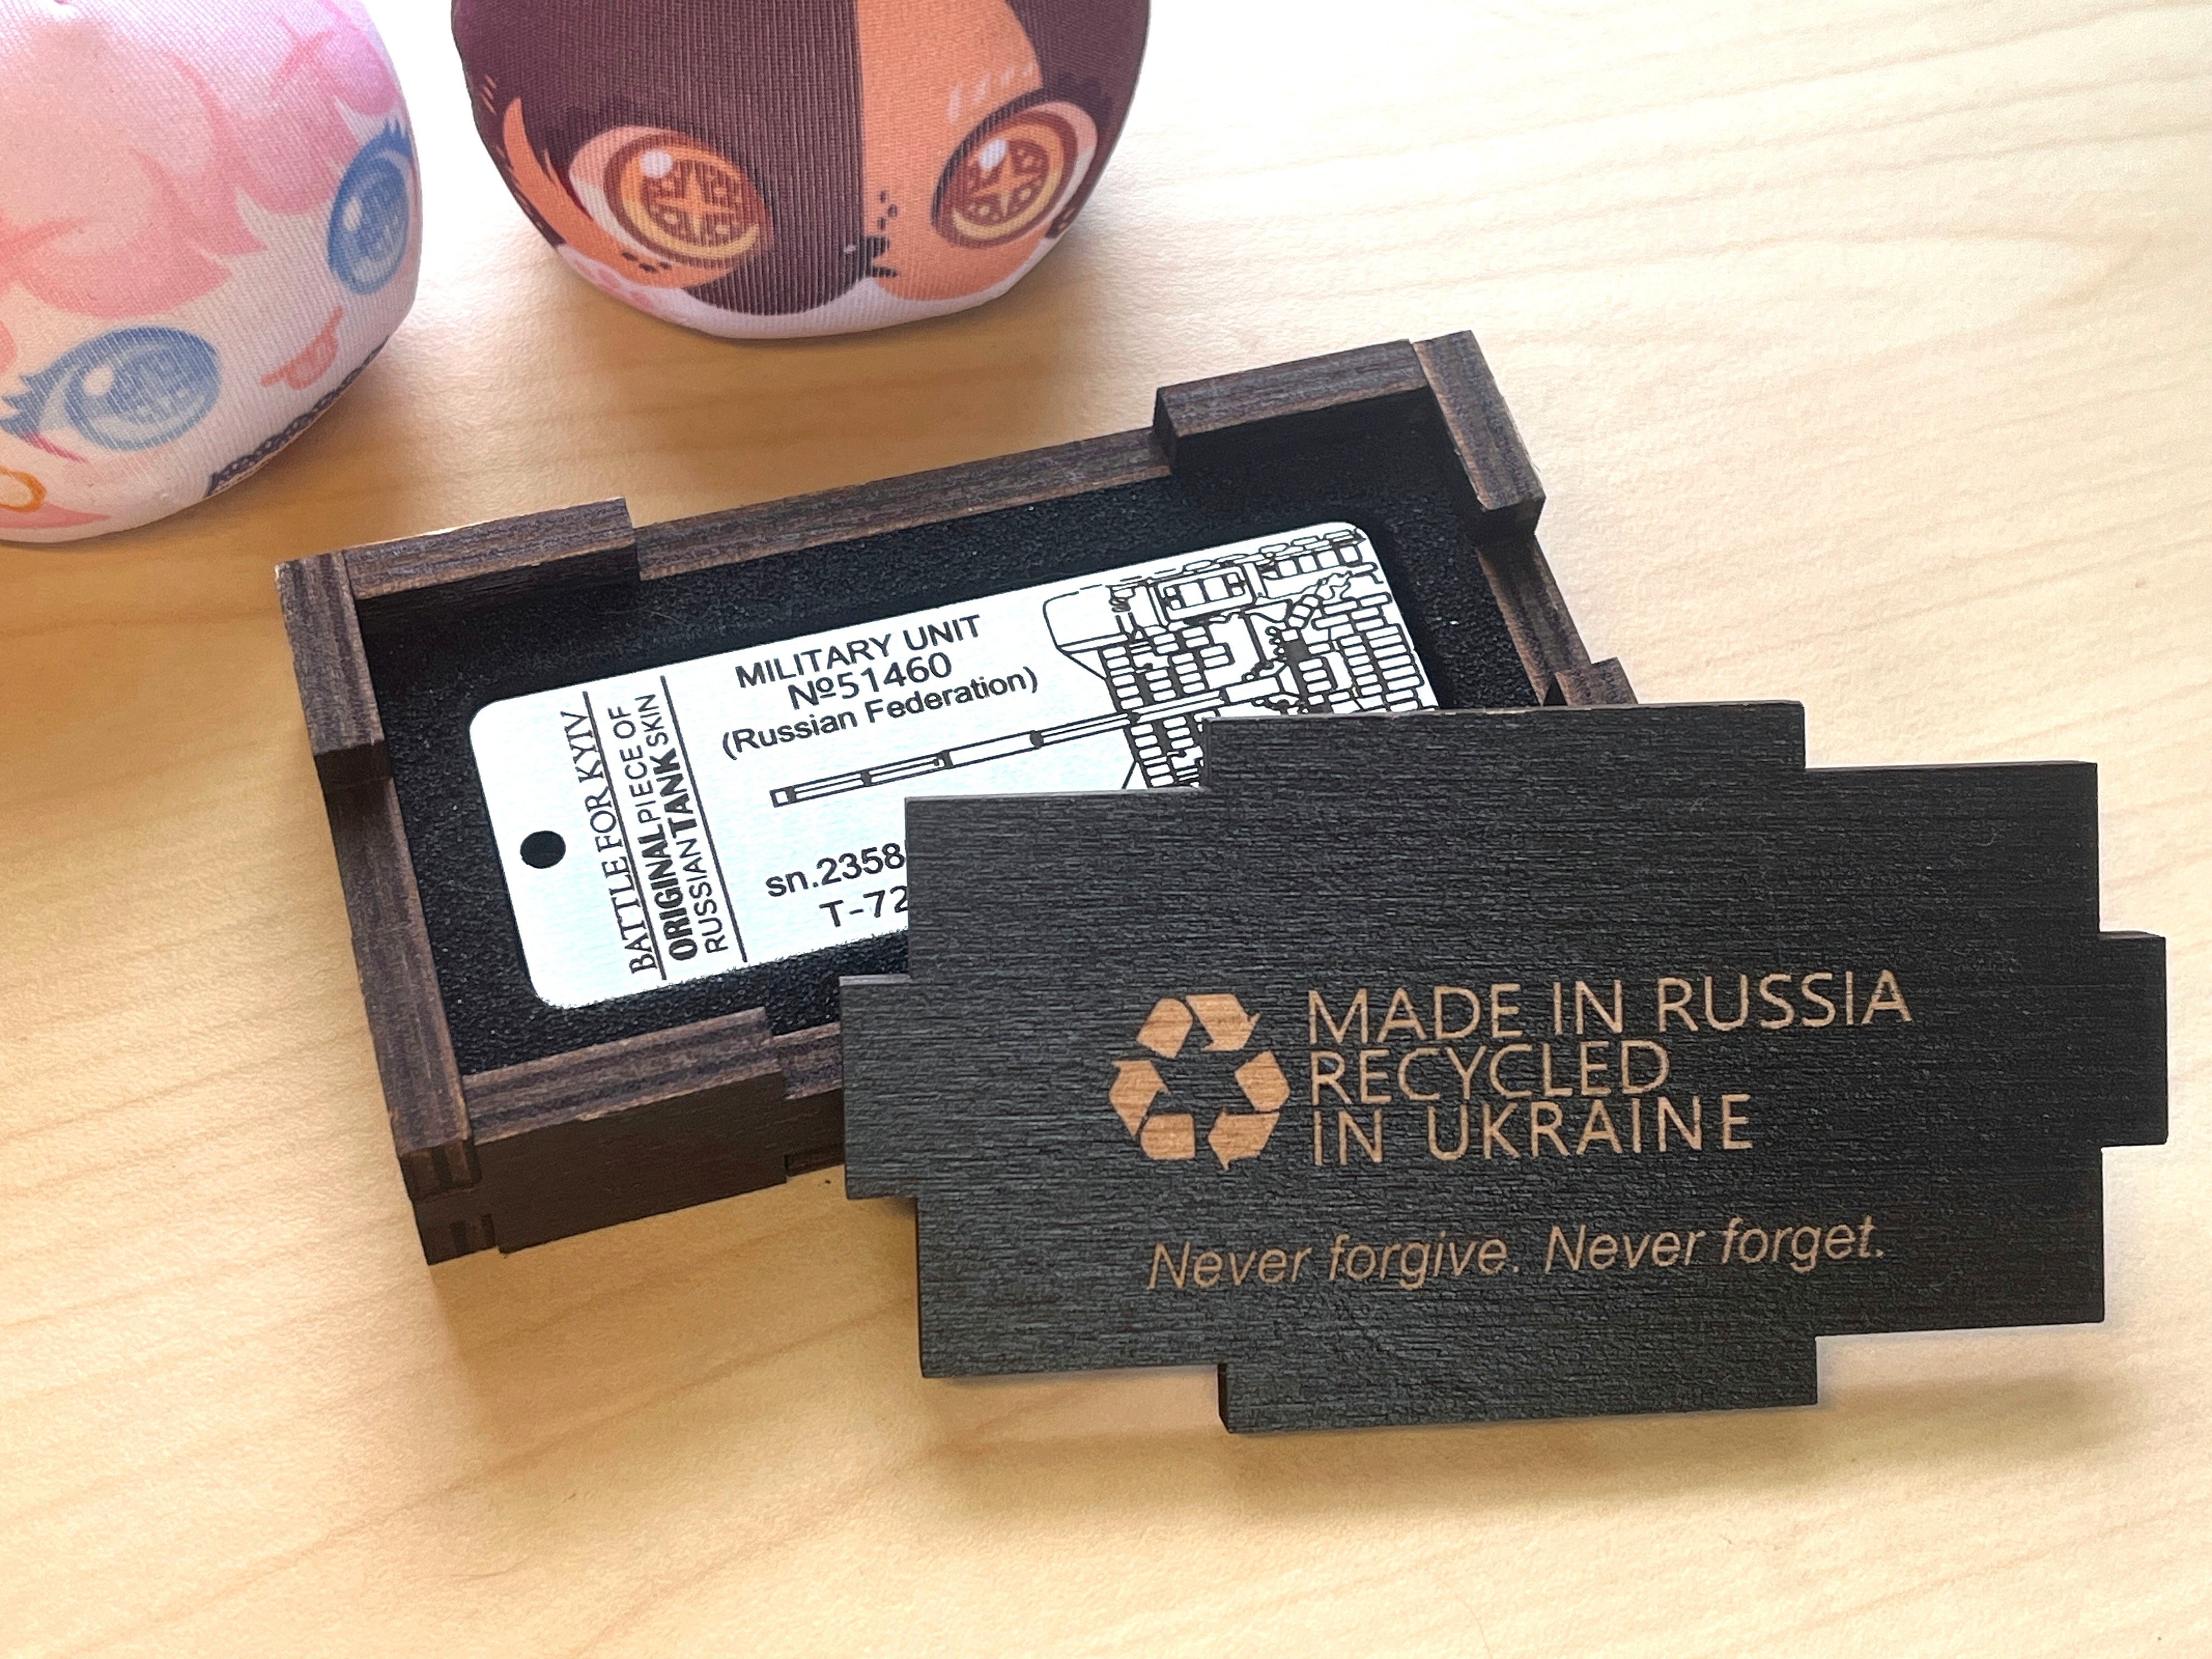 BATTLE FOR KYIV
ORIGINAL PIECE OF
RUSSIAN TANK SKIN
MILITARY UNIT
№51460
(Russian Federation)
sn.2358
T-72
MADE IN RUSSIA
RECYCLED
IN UKRAINE
Never forgive. Never forget.